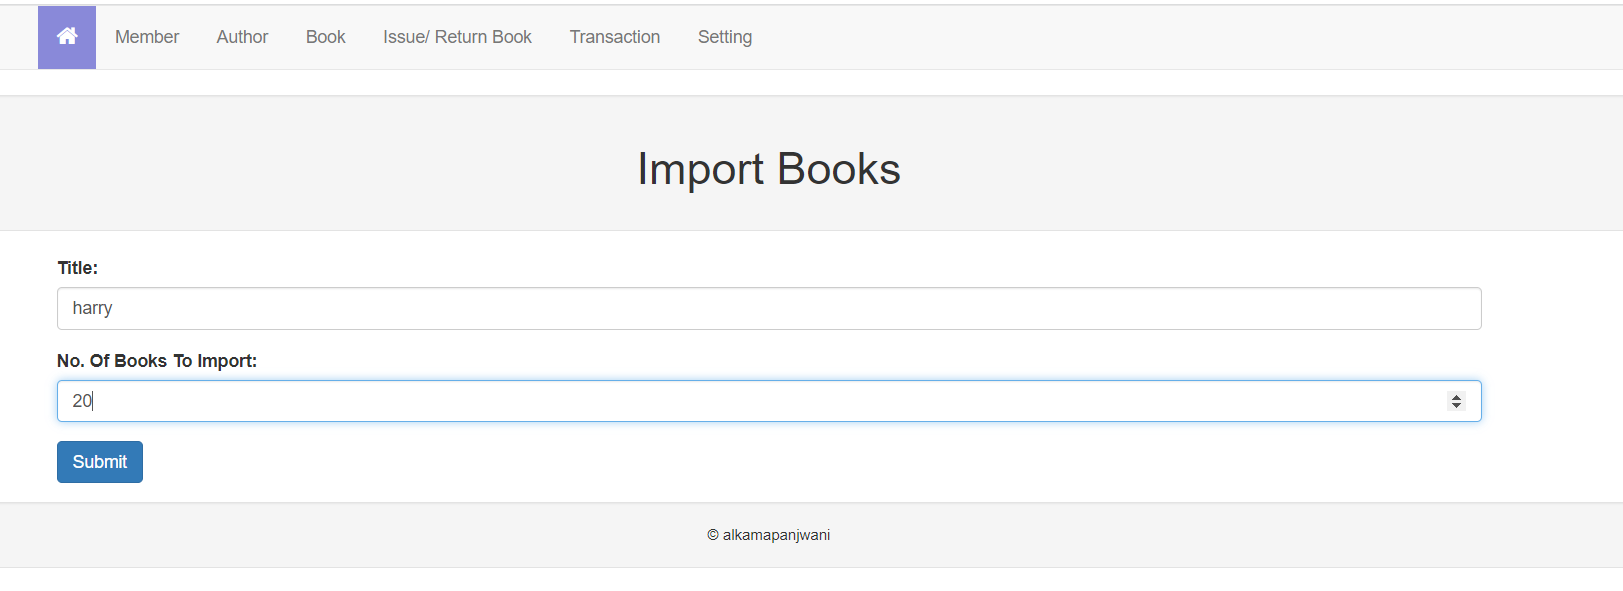 Member Author Book Issue/ Return Book Transaction Setting
Import Books
Title:
harry
No. Of Books To Import:
20
Submit
© alkamapanjwani